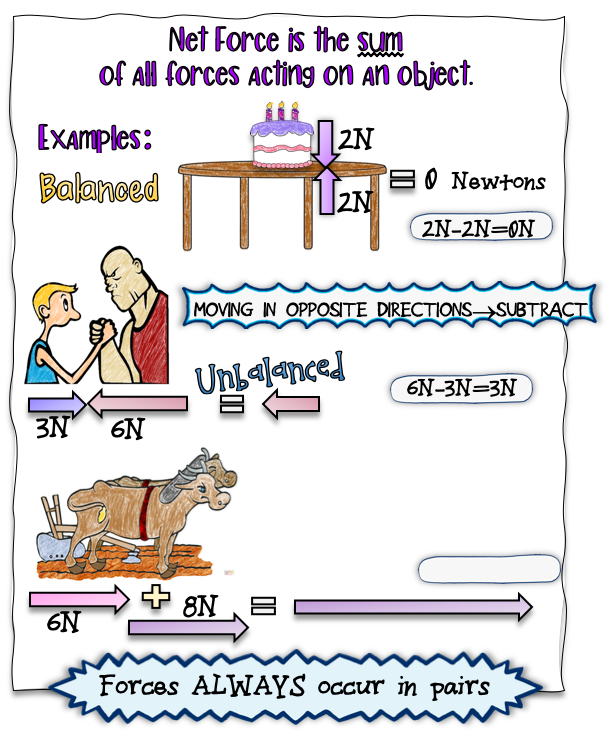 Net Force is the sum
of all forces acting on an object.
Examples:
2N
Balanced
= 0 Newtons
2N
2N-2N=0N
MOVING IN OPPOSITE DIRECTIONS→SUBTRACT
Unbalanced
=
6N-3N=3N
3N 6N
+ 8N =
6N
Forces ALWAYS occur in pairs